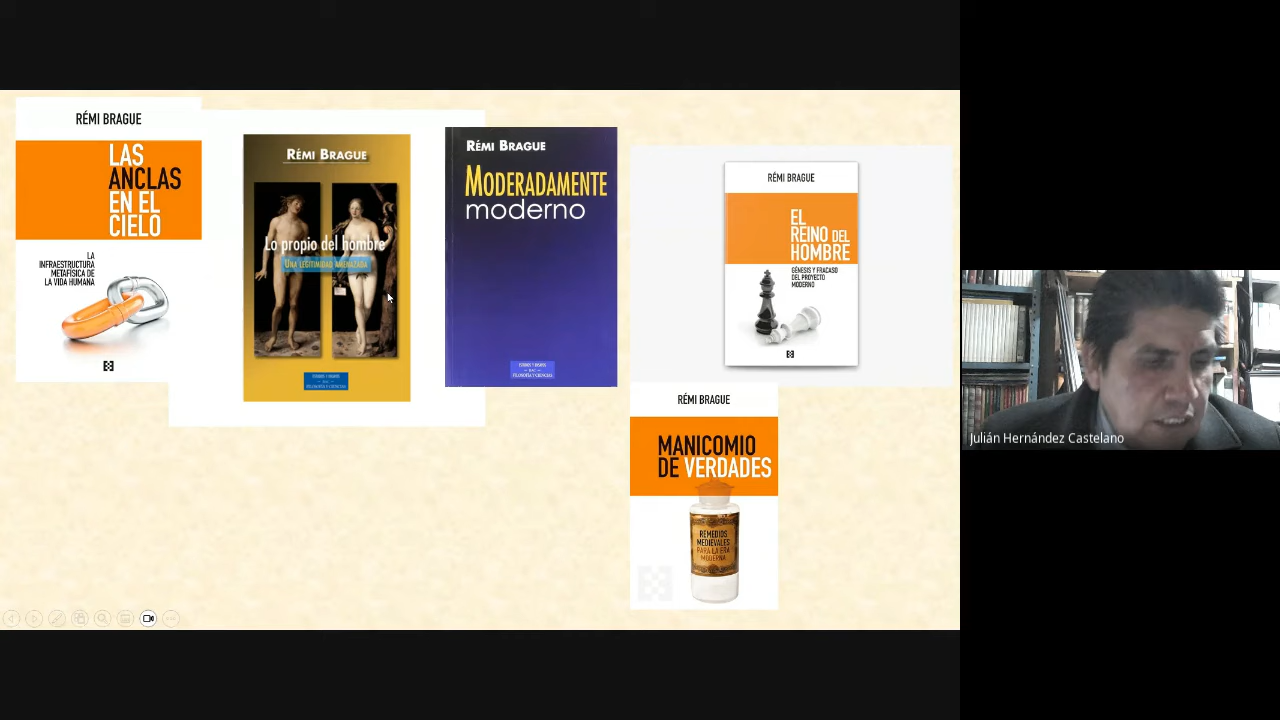 RÉMI BRAGUE
LAS
ANCLAS
EN EL
CIELO
LA
INFRAESTRUCTURA
METAFÍSICA DE
LA VIDA HUMANA
RÉMI BRAGUE
Lo propio del hombre
UNA LEGITIMIDAD AMENAZADA
RÉMI BRAGUE
MODERADAMENTE
moderno
RÉMI BRAGUE
EL
REINO DEL
HOMBRE
GÉNESIS Y FRACASO
DEL PROYECTO
MODERNO
RÉMI BRAGUE
MANICOMIO
DE VERDADES
REMEDIOS
MEDIEVALES
PARA LA ERA
MODERNA
Julián Hernández Castelano